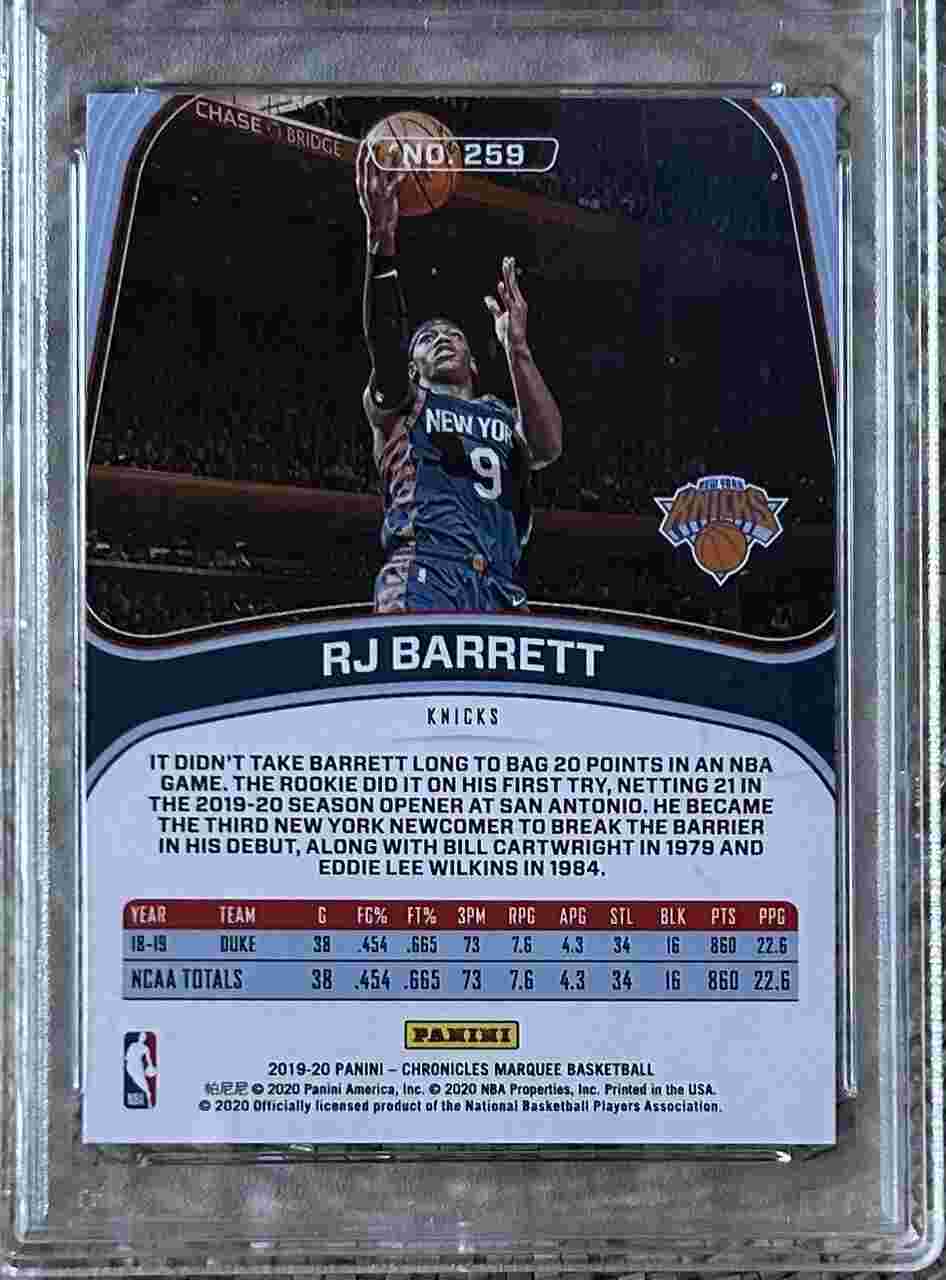 CHASE BRIDGE
NO. 259
NEW YOR
9
NEW YORK
KNICKS
RJ BARRETT
KNICKS
IT DIDN'T TAKE BARRETT LONG TO BAG 20 POINTS IN AN NBA
GAME. THE ROOKIE DID IT ON HIS FIRST TRY, NETTING 21 IN
THE 2019-20 SEASON OPENER AT SAN ANTONIO. HE BECAME
THE THIRD NEW YORK NEWCOMER TO BREAK THE BARRIER
IN HIS DEBUT, ALONG WITH BILL CARTWRIGHT IN 1979 AND
EDDIE LEE WILKINS IN 1984.
YEAR TEAM G FG% FT% 3PM RPG APG STL BLK PTS PPG
18-19 DUKE 38 .454 .665 73 7.6 4.3 34 16 860 22.6
NCAA TOTALS 38 .454 .665 73 7.6 4.3 34 16 860 22.6
PANINI
2019-20 PANINI – CHRONICLES MARQUEE BASKETBALL
帕尼尼 © 2020 Panini America, Inc. © 2020 NBA Properties, Inc. Printed in the USA.
© 2020 Officially licensed product of the National Basketball Players Association.
NBA